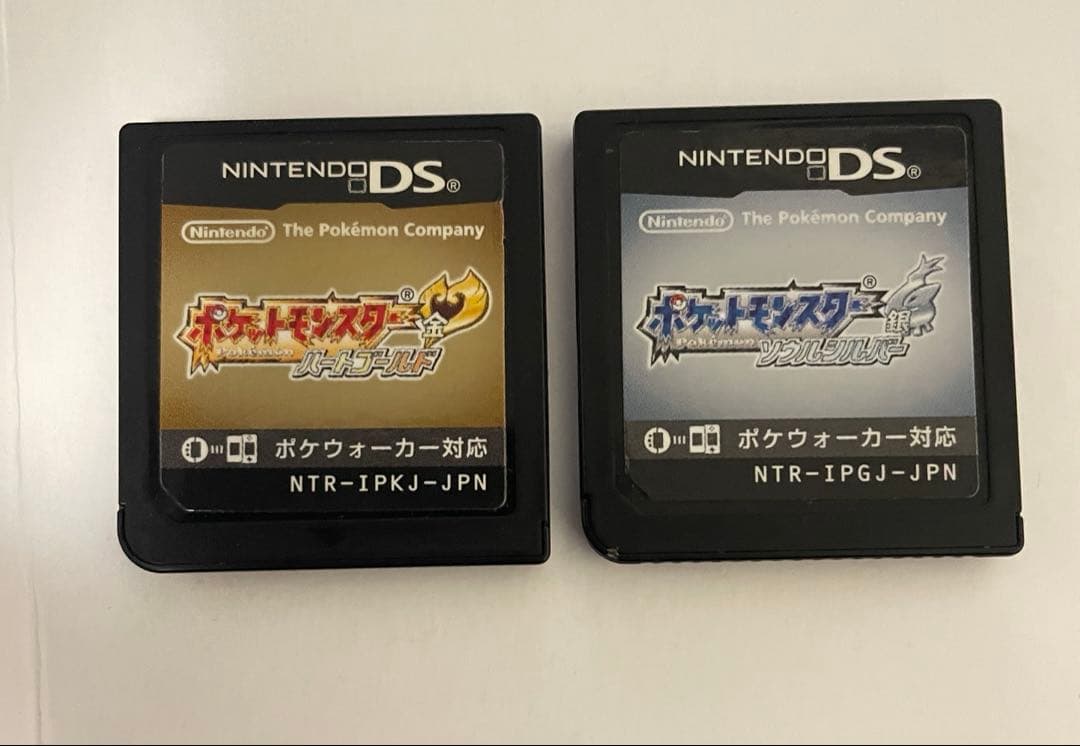 NINTENDO DS®
Nintendo® The Pokémon Company
ポケットモンスター®
Pokémon
金
ハートゴールド
ポケウォーカー対応
NTR-IPKJ-JPN
NINTENDO DS®
Nintendo® The Pokémon Company
ポケットモンスター®
Pokémon
銀
ソウルシルバー
ポケウォーカー対応
NTR-IPGJ-JPN